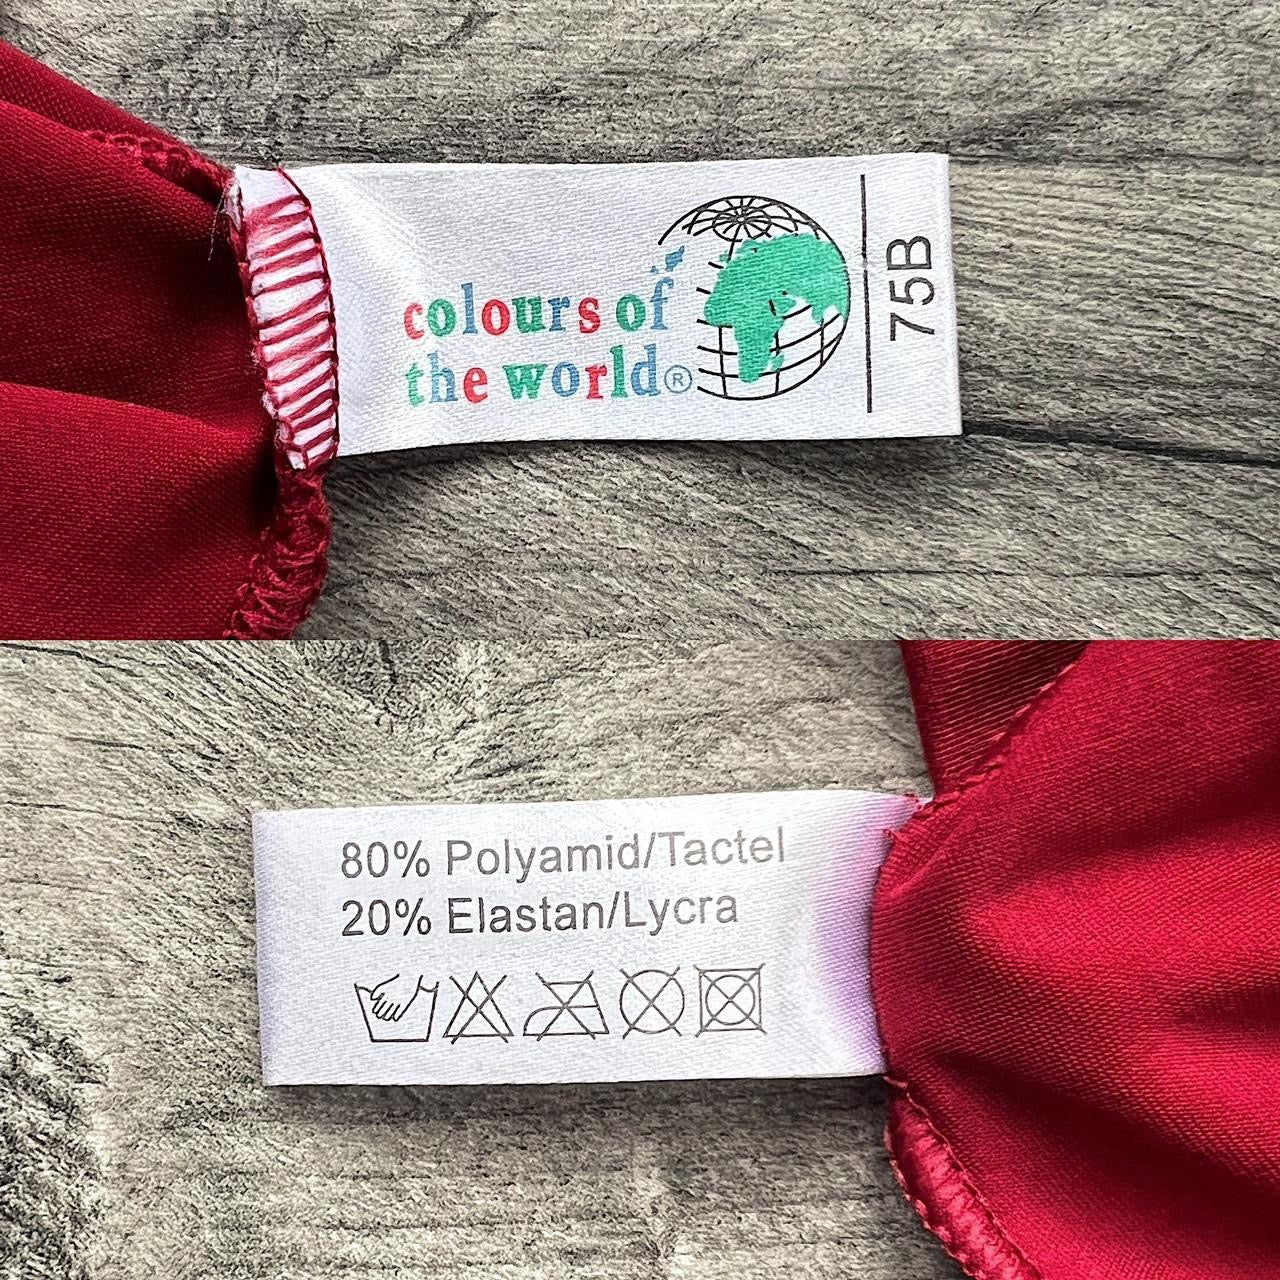 colours of
the world®
75B
80% Polyamid/Tactel
20% Elastan/Lycra